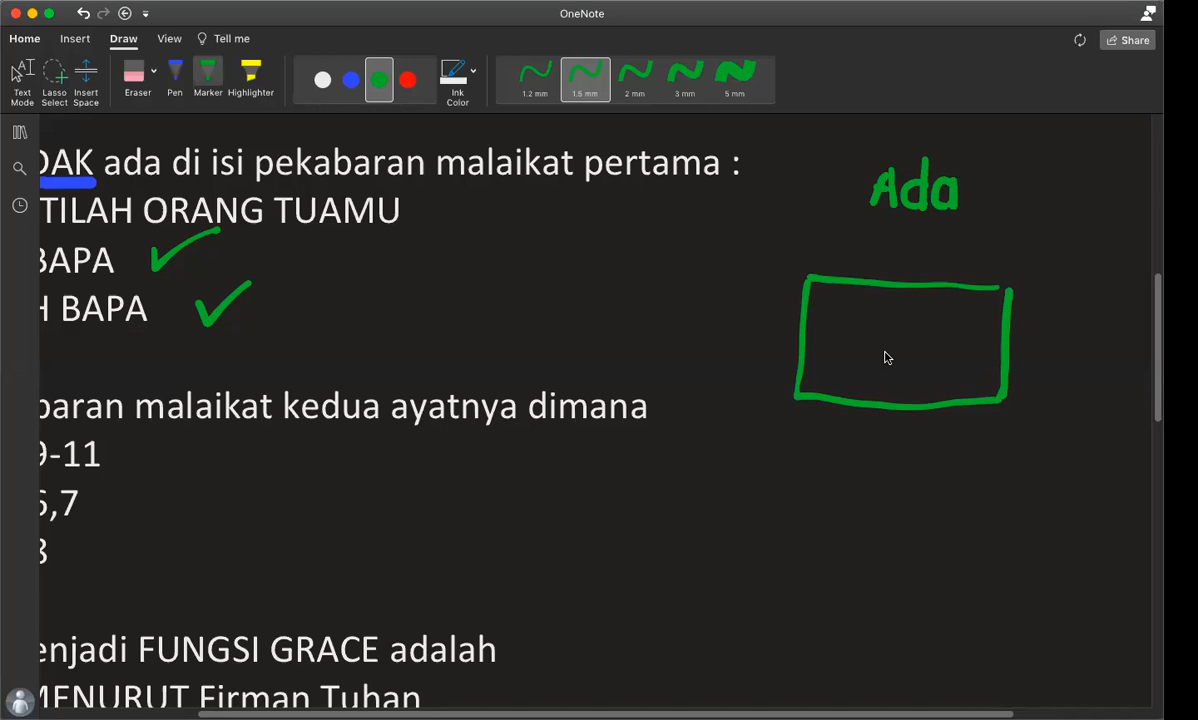 OneNote
Home Insert Draw View Tell me Share
Text Mode Lasso Select Insert Space Eraser Pen Marker Highlighter Ink Color 1.2 mm 1.5 mm 2 mm 3 mm 5 mm
DAK ada di isi pekabaran malaikat pertama :
Ada
TILAH ORANG TUAMU
BAPA
H BAPA
baran malaikat kedua ayatnya dimana
9-11
6,7
8
enjadi FUNGSI GRACE adalah
MENURUT Firman Tuhan